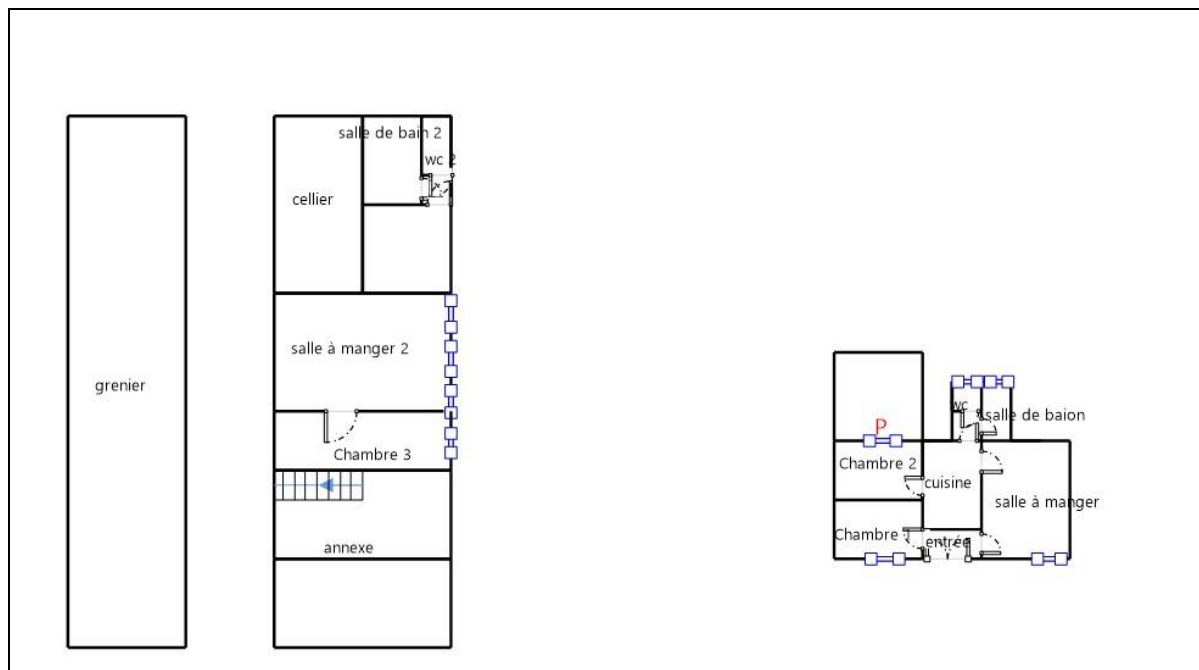 salle de bain 2
wc 2
cellier
salle à manger 2
grenier
Chambre 3
annexe
wc
salle de baion
P
Chambre 2
cuisine
salle à manger
Chambre
entrée